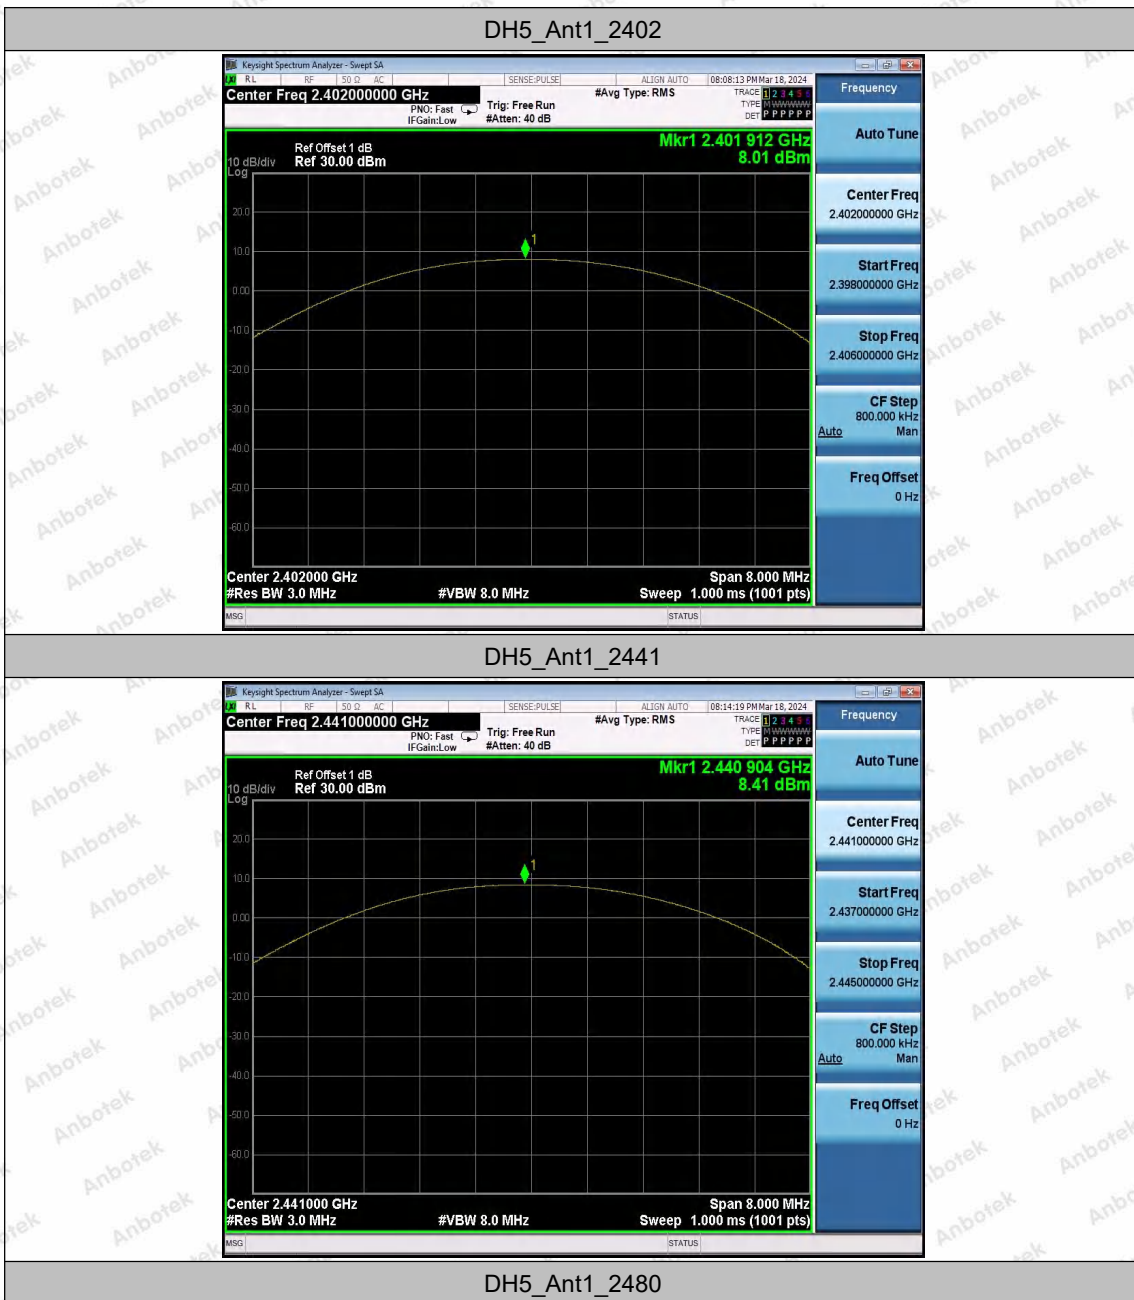 DH5_Ant1_2402
Keysight Spectrum Analyzer - Swept SA
LXI RL RF 50 Ω AC SENSE:PULSE ALIGN AUTO 08:08:13 PM Mar 18, 2024
Center Freq 2.402000000 GHz #Avg Type: RMS TRACE 1 2 3 4 5 6
PNO: Fast Trig: Free Run TYPE M WWWWW
IFGain:Low #Atten: 40 dB DET P P P P P P
Frequency
Auto Tune
Mkr1 2.401 912 GHz
8.01 dBm
Ref Offset 1 dB
10 dB/div Ref 30.00 dBm
Log
20.0
10.0
0.00
-10.0
-20.0
-30.0
-40.0
-50.0
-60.0
1
Center Freq
2.402000000 GHz
Start Freq
2.398000000 GHz
Stop Freq
2.406000000 GHz
CF Step
800.000 kHz
Auto Man
Freq Offset
0 Hz
Center 2.402000 GHz Span 8.000 MHz
#Res BW 3.0 MHz #VBW 8.0 MHz Sweep 1.000 ms (1001 pts)
MSG STATUS
DH5_Ant1_2441
Keysight Spectrum Analyzer - Swept SA
LXI RL RF 50 Ω AC SENSE:PULSE ALIGN AUTO 08:14:19 PM Mar 18, 2024
Center Freq 2.441000000 GHz #Avg Type: RMS TRACE 1 2 3 4 5 6
PNO: Fast Trig: Free Run TYPE M WWWWW
IFGain:Low #Atten: 40 dB DET P P P P P P
Frequency
Auto Tune
Mkr1 2.440 904 GHz
8.41 dBm
Ref Offset 1 dB
10 dB/div Ref 30.00 dBm
Log
20.0
10.0
0.00
-10.0
-20.0
-30.0
-40.0
-50.0
-60.0
1
Center Freq
2.441000000 GHz
Start Freq
2.437000000 GHz
Stop Freq
2.445000000 GHz
CF Step
800.000 kHz
Auto Man
Freq Offset
0 Hz
Center 2.441000 GHz Span 8.000 MHz
#Res BW 3.0 MHz #VBW 8.0 MHz Sweep 1.000 ms (1001 pts)
MSG STATUS
DH5_Ant1_2480